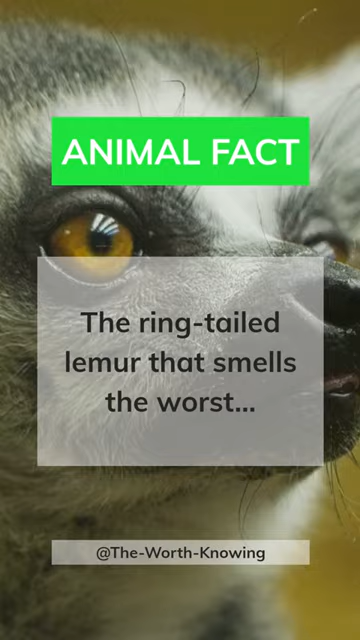 ANIMAL FACT
The ring-tailed
lemur that smells
the worst...
@The-Worth-Knowing